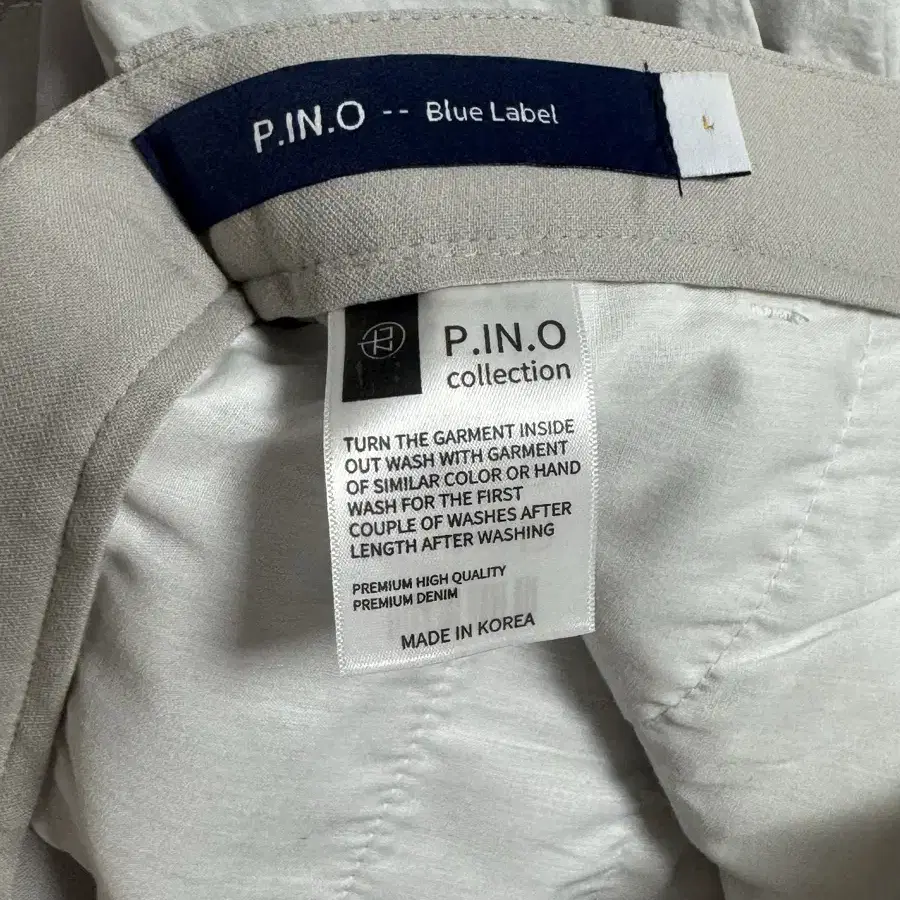 P.IN.O -- Blue Label
L
P.IN.O
collection
TURN THE GARMENT INSIDE
OUT WASH WITH GARMENT
OF SIMILAR COLOR OR HAND
WASH FOR THE FIRST
COUPLE OF WASHES AFTER
LENGTH AFTER WASHING
PREMIUM HIGH QUALITY
PREMIUM DENIM
MADE IN KOREA